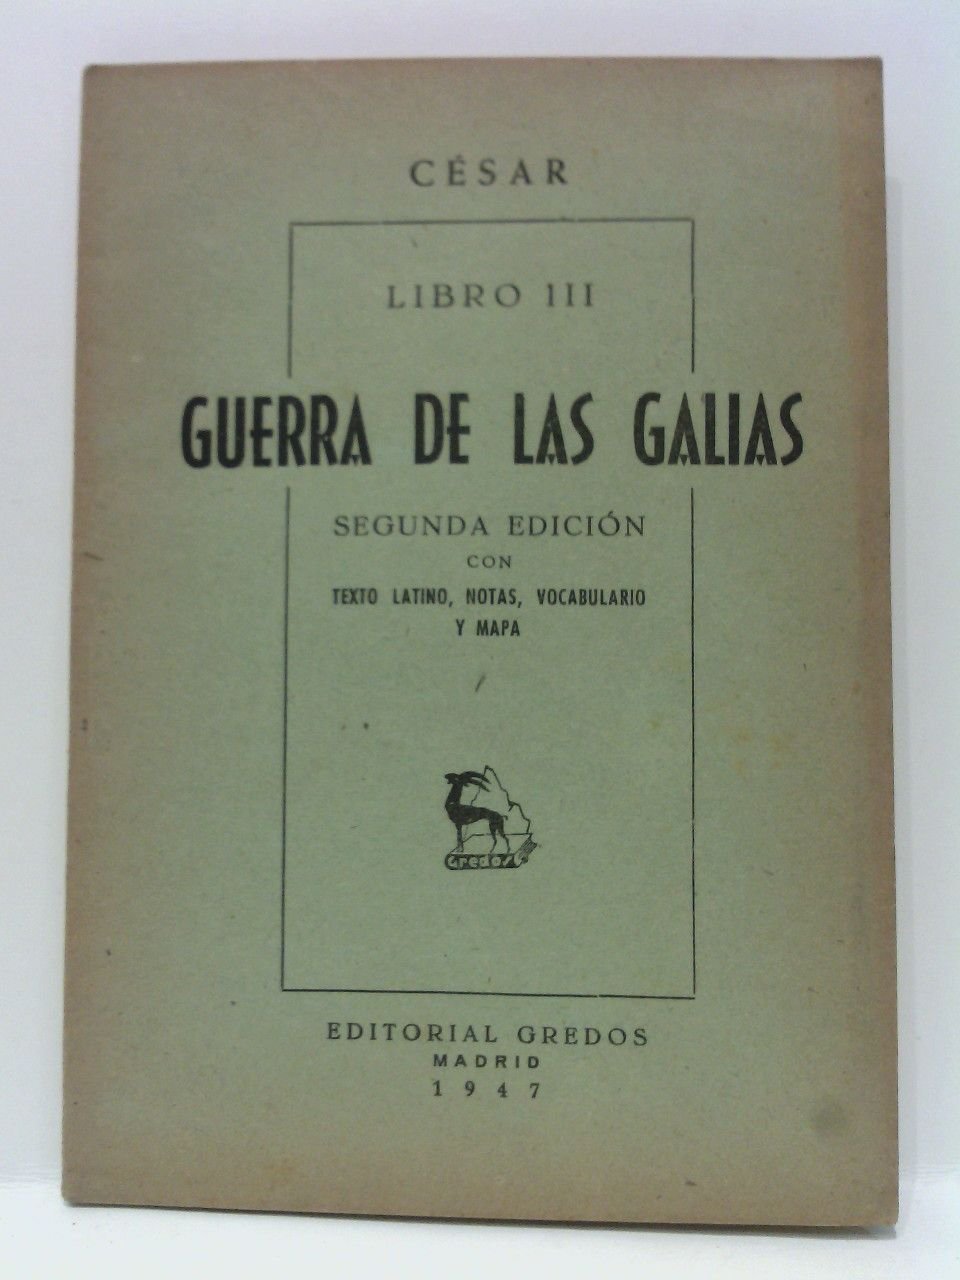 CÉSAR
LIBRO III
GUERRA DE LAS GALIAS
SEGUNDA EDICIÓN
CON
TEXTO LATINO, NOTAS, VOCABULARIO
Y MAPA
Gredos
EDITORIAL GREDOS
MADRID
1947